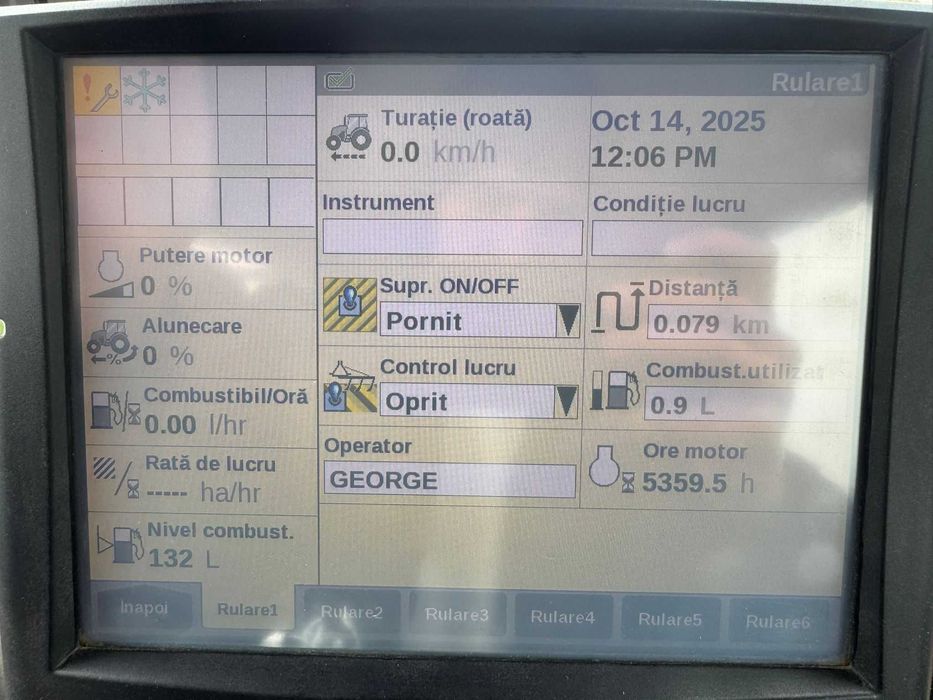 Rulare1
Turație (roată)
0.0 km/h
Oct 14, 2025
12:06 PM
Instrument
Condiție lucru
Putere motor
0 %
Supr. ON/OFF
Pornit
Distanță
0.079 km
Alunecare
0 %
Control lucru
Oprit
Combust.utilizat
0.9 L
Combustibil/Oră
0.00 l/hr
Operator
GEORGE
Ore motor
5359.5 h
Rată de lucru
----- ha/hr
Nivel combust.
132 L
Inapoi
Rulare1
Rulare2
Rulare3
Rulare4
Rulare5
Rulare6